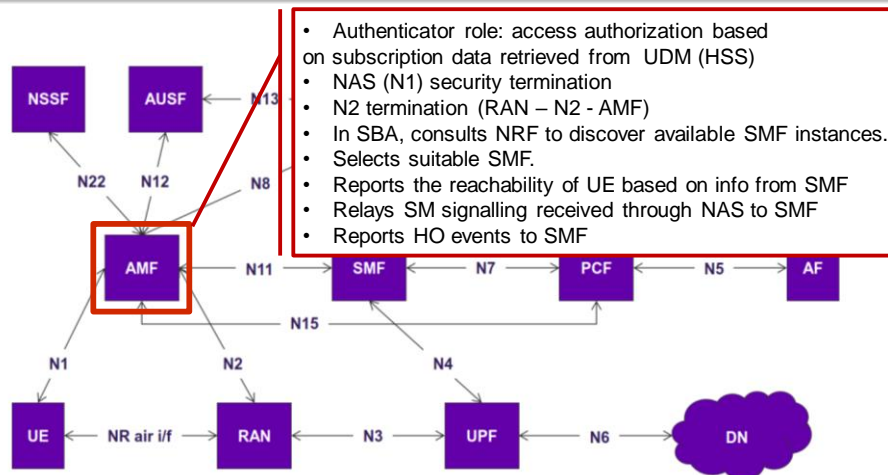 • Authenticator role: access authorization based
on subscription data retrieved from UDM (HSS)
• NAS (N1) security termination
• N2 termination (RAN – N2 - AMF)
• In SBA, consults NRF to discover available SMF instances.
• Selects suitable SMF.
• Reports the reachability of UE based on info from SMF
• Relays SM signalling received through NAS to SMF
• Reports HO events to SMF
NSSF
AUSF
N13
N22
N12
N8
AMF
N11
SMF
N7
PCF
N5
AF
N15
N1
N2
N4
UE
NR air i/f
RAN
N3
UPF
N6
DN